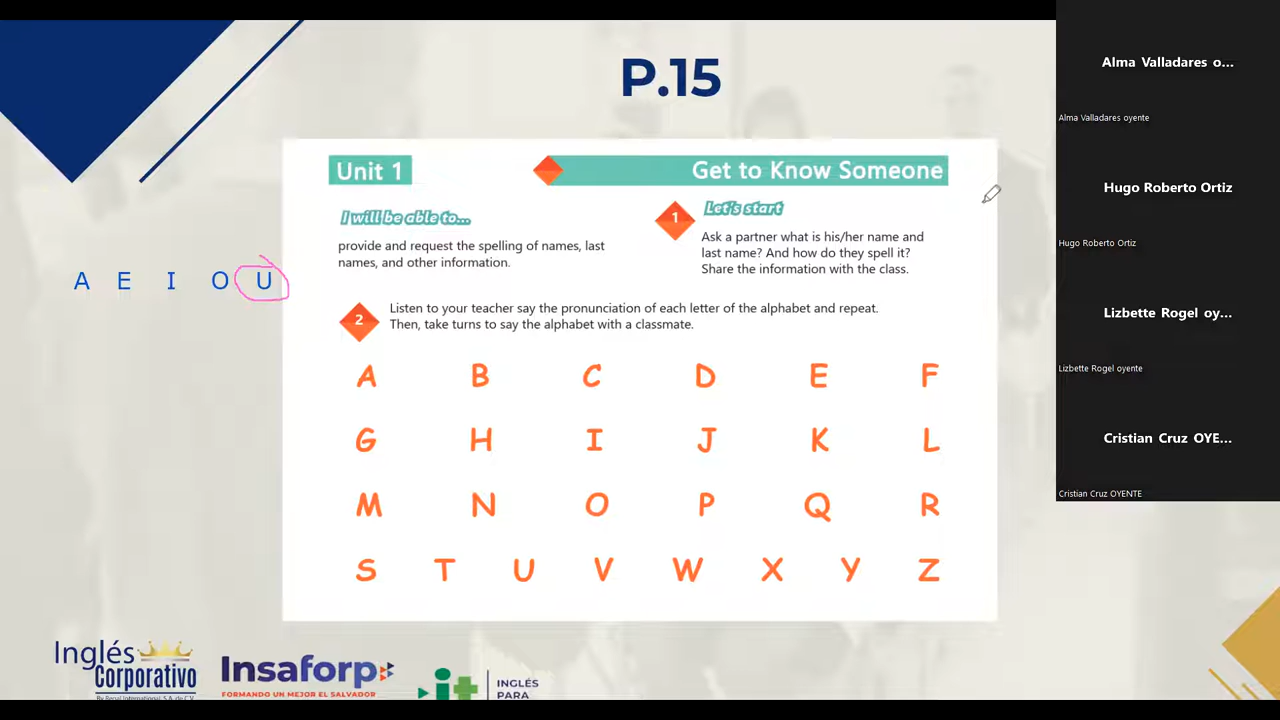 P.15
Unit 1
Get to Know Someone
I will be able to...
provide and request the spelling of names, last
names, and other information.
1
Let's start
Ask a partner what is his/her name and
last name? And how do they spell it?
Share the information with the class.
A E I O U
2
Listen to your teacher say the pronunciation of each letter of the alphabet and repeat.
Then, take turns to say the alphabet with a classmate.
A B C D E F
G H I J K L
M N O P Q R
S T U V W X Y Z
Inglés
Corporativo
Insaforp
FORMANDO UN MEJOR EL SALVADOR
it
INGLÉS
PARA
Alma Valladares o...
Alma Valladares oyente
Hugo Roberto Ortiz
Hugo Roberto Ortiz
Lizbette Rogel oy...
Lizbette Rogel oyente
Cristian Cruz OYE...
Cristian Cruz OYENTE